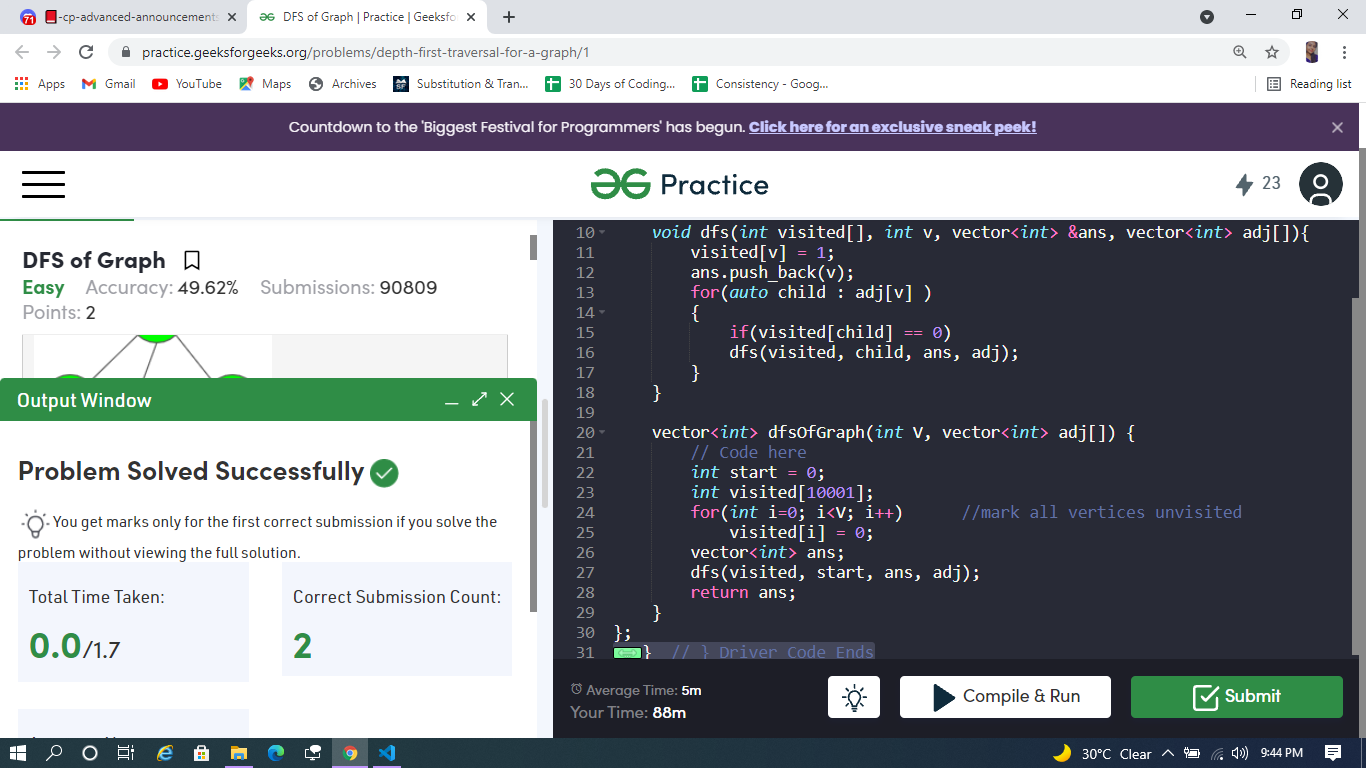 71
-cp-advanced-announcements
DFS of Graph | Practice | Geeksfo
practice.geeksforgeeks.org/problems/depth-first-traversal-for-a-graph/1
Apps
Gmail
YouTube
Maps
Archives
Substitution & Tran...
30 Days of Coding...
Consistency - Goog...
Reading list
Countdown to the 'Biggest Festival for Programmers' has begun. Click here for an exclusive sneak peek!
Practice
23
DFS of Graph
Easy Accuracy: 49.62% Submissions: 90809
Points: 2
Output Window
Problem Solved Successfully
You get marks only for the first correct submission if you solve the
problem without viewing the full solution.
Total Time Taken:
0.0/1.7
Correct Submission Count:
2
10 void dfs(int visited[], int v, vector<int> &ans, vector<int> adj[]){
11 visited[v] = 1;
12 ans.push_back(v);
13 for(auto child : adj[v] )
14 {
15 if(visited[child] == 0)
16 dfs(visited, child, ans, adj);
17 }
18 }
19
20 vector<int> dfsOfGraph(int V, vector<int> adj[]) {
21 // Code here
22 int start = 0;
23 int visited[10001];
24 for(int i=0; i<V; i++) //mark all vertices unvisited
25 visited[i] = 0;
26 vector<int> ans;
27 dfs(visited, start, ans, adj);
28 return ans;
29 }
30 };
31 } // } Driver Code Ends
Average Time: 5m
Your Time: 88m
Compile & Run
Submit
30°C Clear
9:44 PM